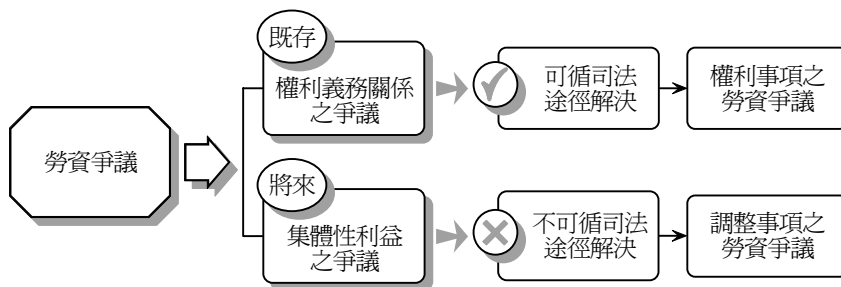 勞資爭議
既存
權利義務關係
之爭議
可循司法
途徑解決
權利事項之
勞資爭議
將來
集體性利益
之爭議
不可循司法
途徑解決
調整事項之
勞資爭議